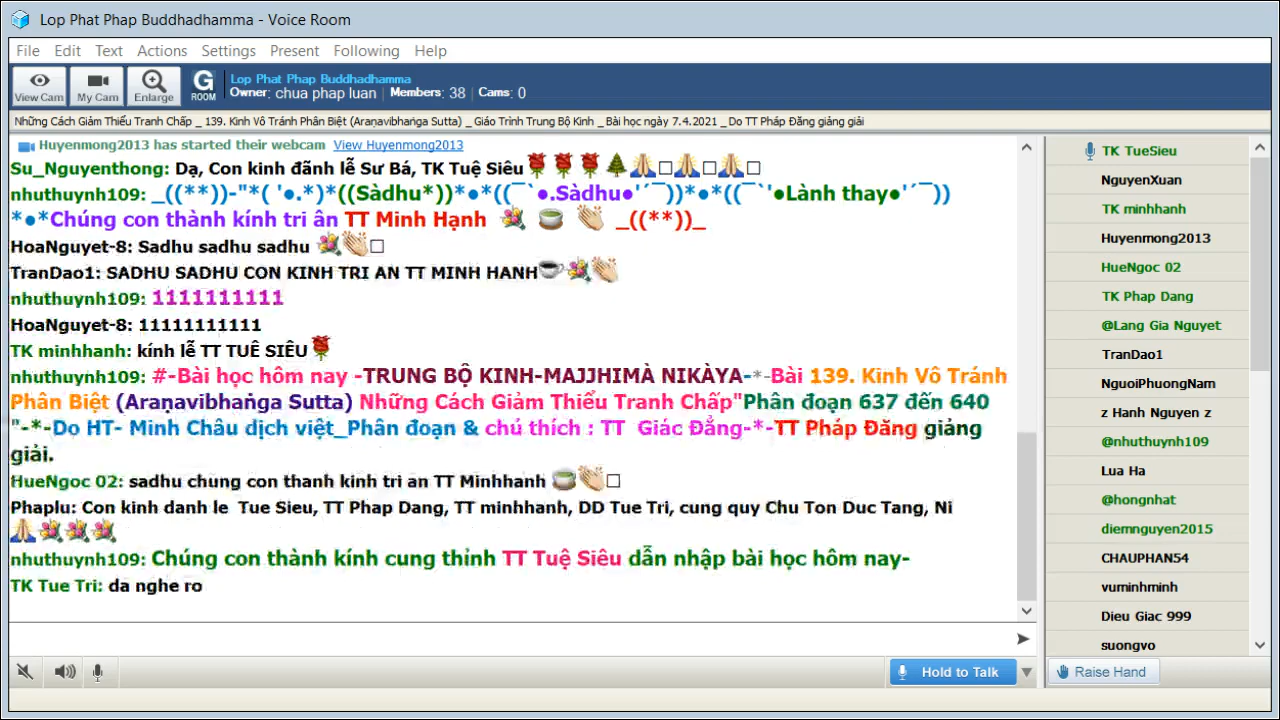 Lop Phat Phap Buddhadhamma - Voice Room
File Edit Text Actions Settings Present Following Help
View Cam My Cam Enlarge G ROOM
Lop Phat Phap Buddhadhamma
Owner: chua phap luan Members: 38 Cams: 0
Những Cách Giảm Thiểu Tranh Chấp _ 139. Kinh Vô Tránh Phân Biệt (Araṇavibhaṅga Sutta) _Giáo Trình Trung Bộ Kinh _Bài học ngày 7.4.2021 _Do TT Pháp Đăng giảng giải
Huyenmong2013 has started their webcam View Huyenmong2013
Su_Nguyenthong: Dạ, Con kinh đãnh lễ Sư Bá, TK Tuệ Siêu🌹🌹🌹🌲🙏□🙏□🙏□
nhuthuynh109: _((**))-"*( '●.*)*((Sàdhu*))*●*((¯`●.Sàdhu●'´¯))*●*((¯`'●Lành thay●'´¯))
*●*Chúng con thành kính tri ân TT Minh Hạnh 💐 🍵 👏 _((**))_
HoaNguyet-8: Sadhu sadhu sadhu 💐👏□
TranDao1: SADHU SADHU CON KINH TRI AN TT MINH HANH☕💐👏
nhuthuynh109: 1111111111
HoaNguyet-8: 11111111111
TK minhhanh: kính lễ TT TUÊ SIÊU🌹
nhuthuynh109: #-Bài học hôm nay -TRUNG BỘ KINH-MAJJHIMÀ NIKÀYA-*-Bài 139. Kinh Vô Tránh
Phân Biệt (Araṇavibhaṅga Sutta) Những Cách Giảm Thiểu Tranh Chấp"Phân đoạn 637 đến 640
"-*-Do HT- Minh Châu dịch việt_Phân đoạn & chú thích : TT Giác Đẳng-*-TT Pháp Đăng giảng
giải.
HueNgoc 02: sadhu chung con thanh kinh tri an TT Minhhanh 🍵👏□
Phaplu: Con kinh danh le Tue Sieu, TT Phap Dang, TT minhhanh, DD Tue Tri, cung quy Chu Ton Duc Tang, Ni
🙏💐💐💐
nhuthuynh109: Chúng con thành kính cung thỉnh TT Tuệ Siêu dẫn nhập bài học hôm nay-
TK Tue Tri: da nghe ro
Hold to Talk
TK TueSieu
NguyenXuan
TK minhhanh
Huyenmong2013
HueNgoc 02
TK Phap Dang
@Lang Gia Nguyet
TranDao1
NguoiPhuongNam
z Hanh Nguyen z
@nhuthuynh109
Lua Ha
@hongnhat
diemnguyen2015
CHAUPHAN54
vuminhminh
Dieu Giac 999
suongvo
Raise Hand